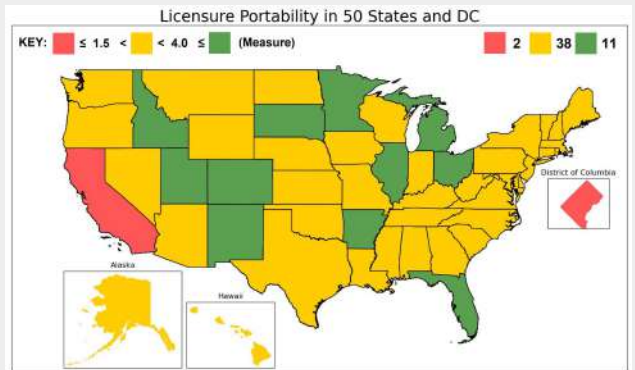 Licensure Portability in 50 States and DC
KEY: ≤ 1.5 < < 4.0 ≤ (Measure) 2 38 11
District of Columbia
Alaska
Hawaii